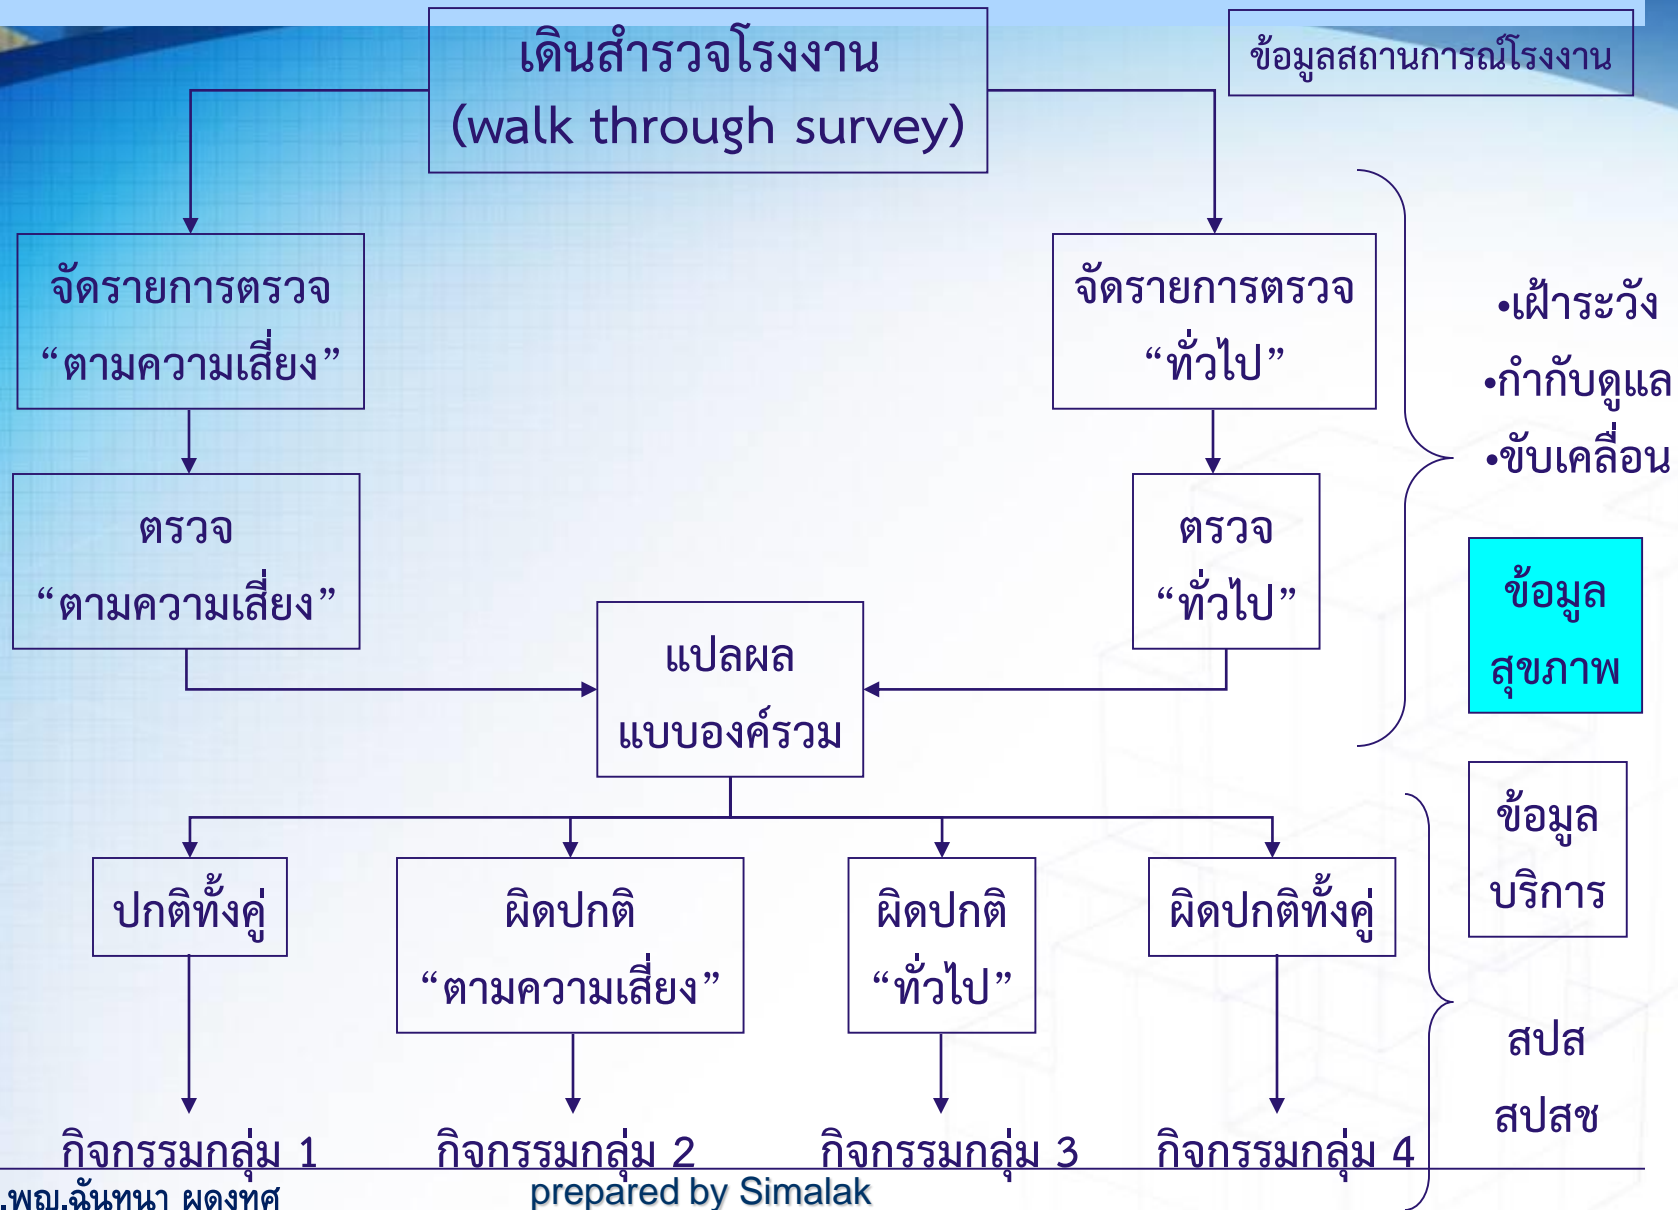 เดินสำรวจโรงงาน
(walk through survey)
ข้อมูลสถานการณ์โรงงาน
จัดรายการตรวจ
“ตามความเสี่ยง”
จัดรายการตรวจ
“ทั่วไป”
•เฝ้าระวัง
•กำกับดูแล
•ขับเคลื่อน
ตรวจ
“ตามความเสี่ยง”
ตรวจ
“ทั่วไป”
ข้อมูล
สุขภาพ
แปลผล
แบบองค์รวม
ข้อมูล
บริการ
ปกติทั้งคู่
ผิดปกติ
“ตามความเสี่ยง”
ผิดปกติ
“ทั่วไป”
ผิดปกติทั้งคู่
สปส
สปสช
กิจกรรมกลุ่ม 1
กิจกรรมกลุ่ม 2
กิจกรรมกลุ่ม 3
กิจกรรมกลุ่ม 4
.พญ.ฉันทนา ผดงทศ
prepared by Simalak